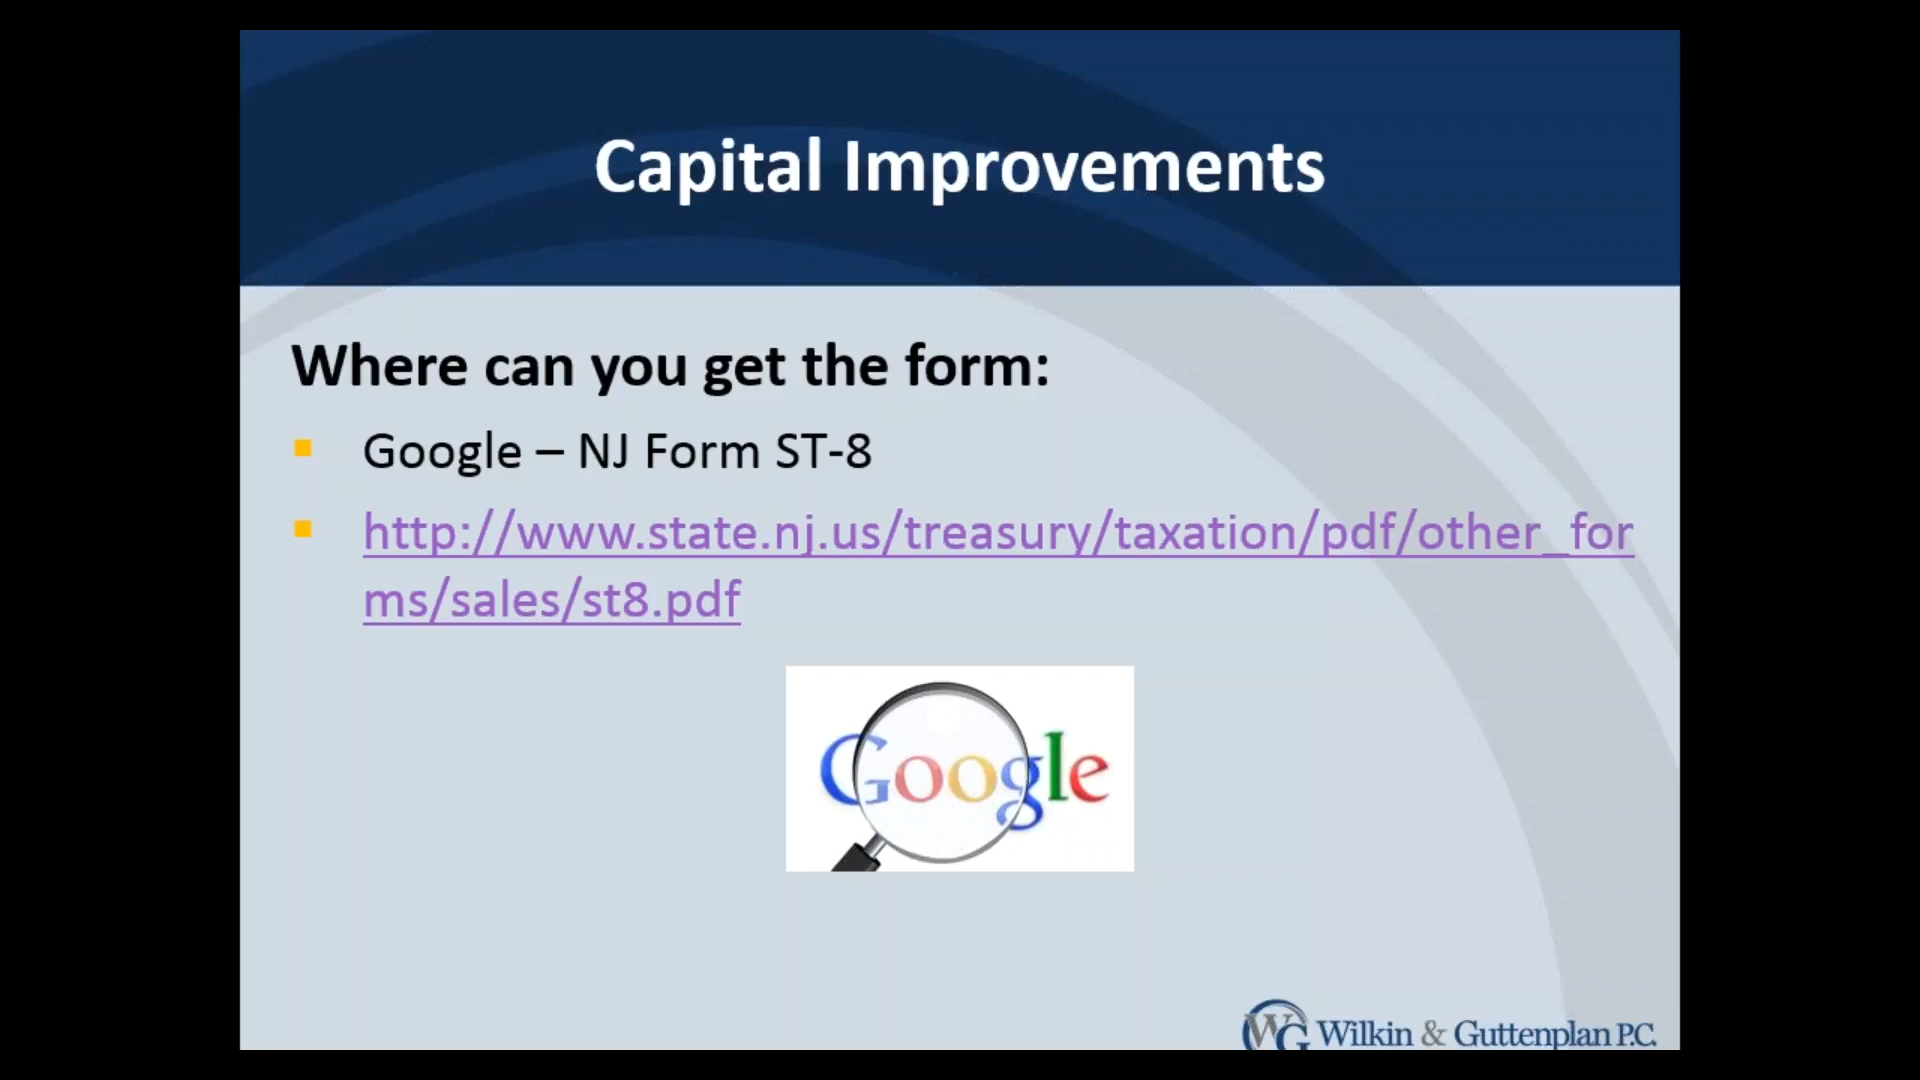 Capital Improvements
Where can you get the form:
Google – NJ Form ST-8
http://www.state.nj.us/treasury/taxation/pdf/other_for
ms/sales/st8.pdf
Google
WG Wilkin & Guttenplan P.C.